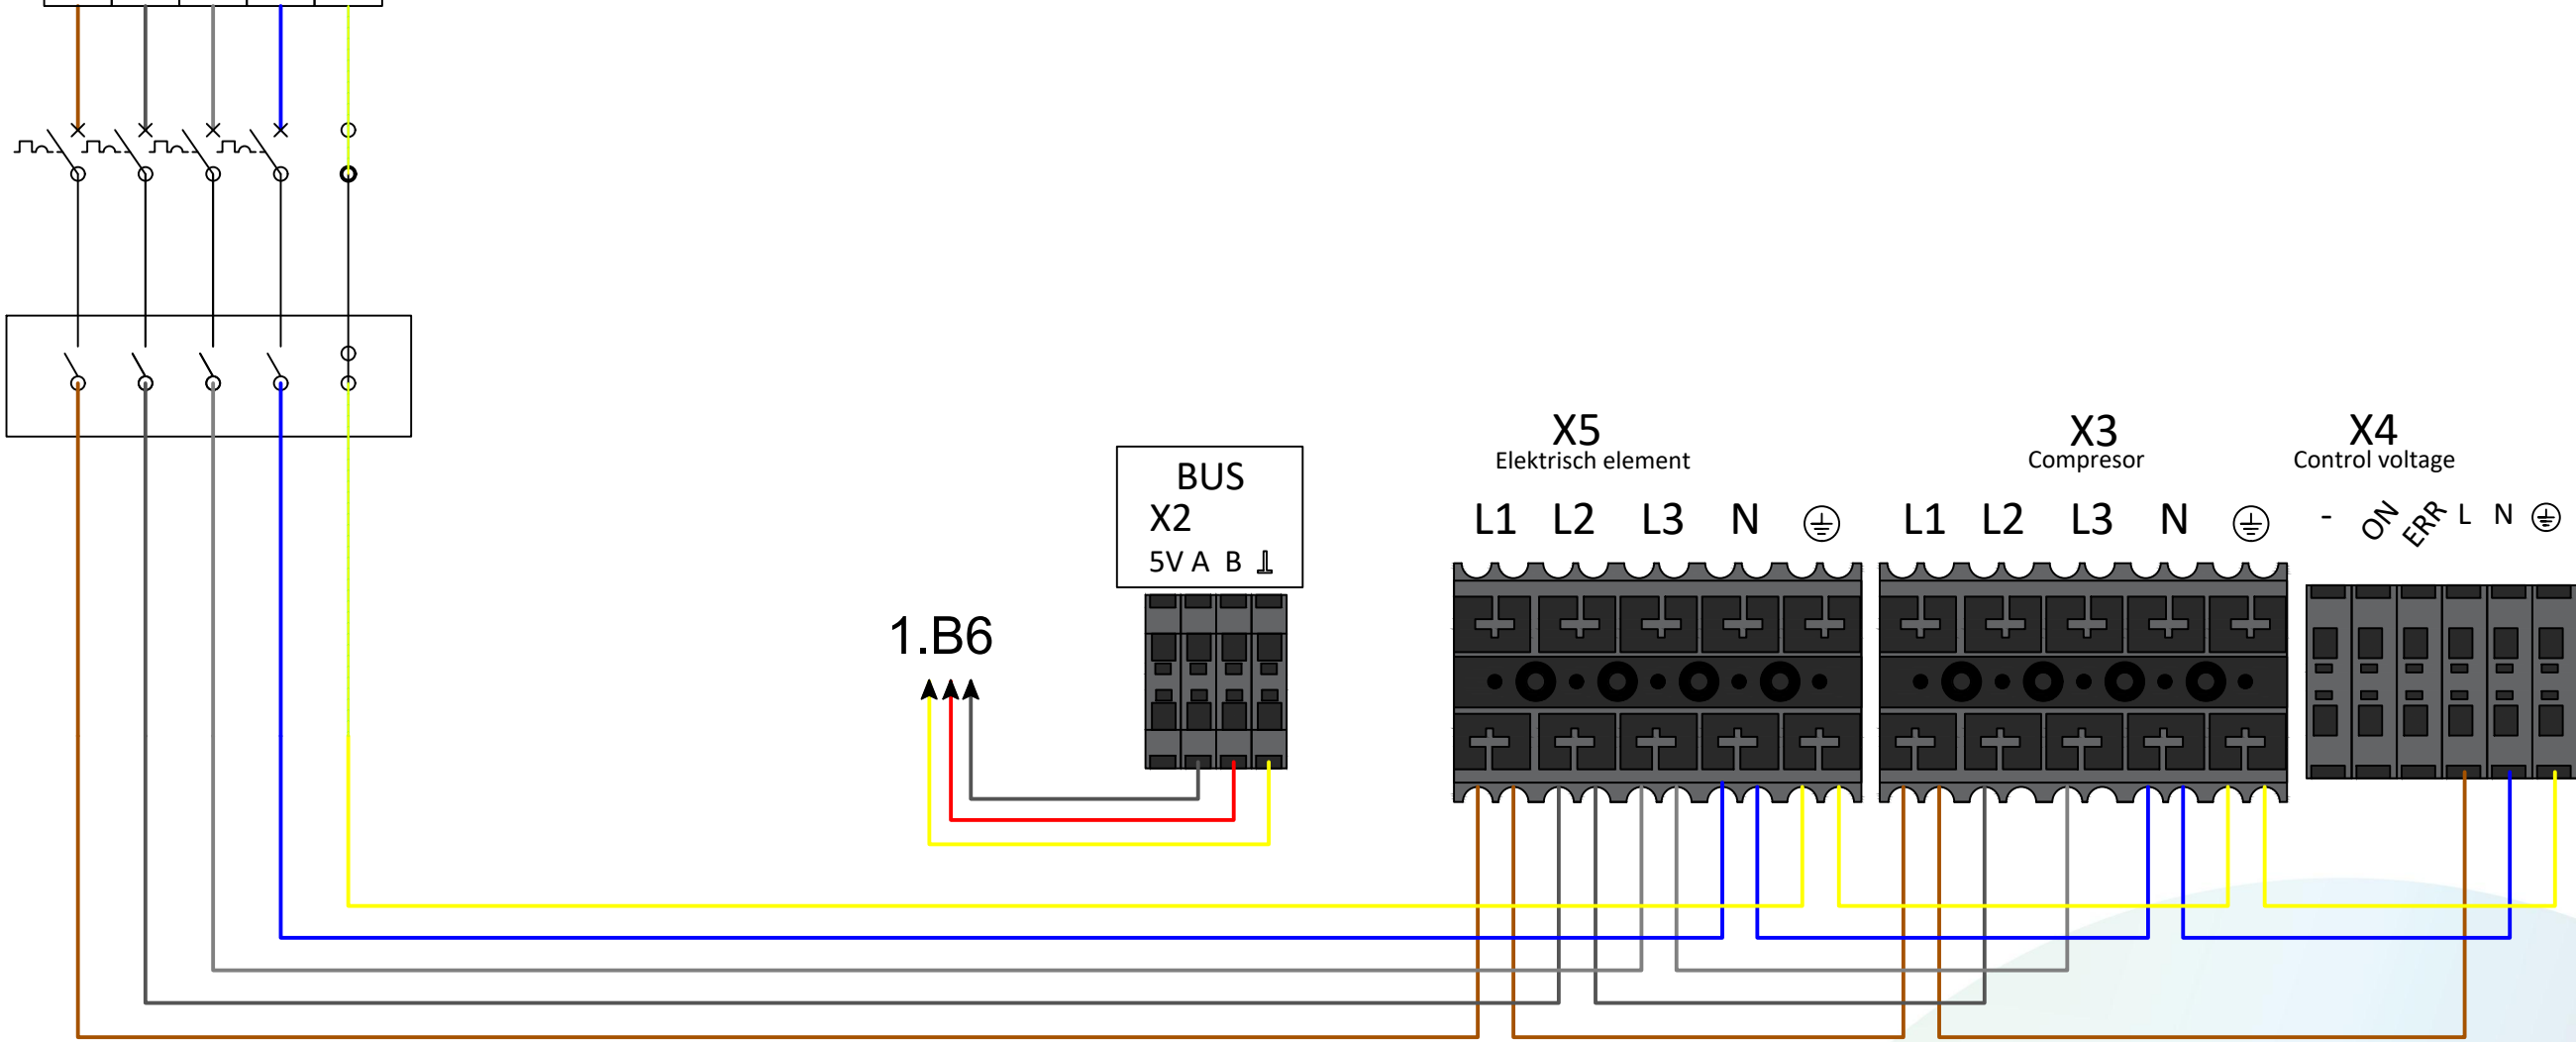 X5
Elektrisch element
L1 L2 L3 N
X3
Compresor
L1 L2 L3 N
X4
Control voltage
- ON ERR L N
BUS
X2
5V A B
1.B6